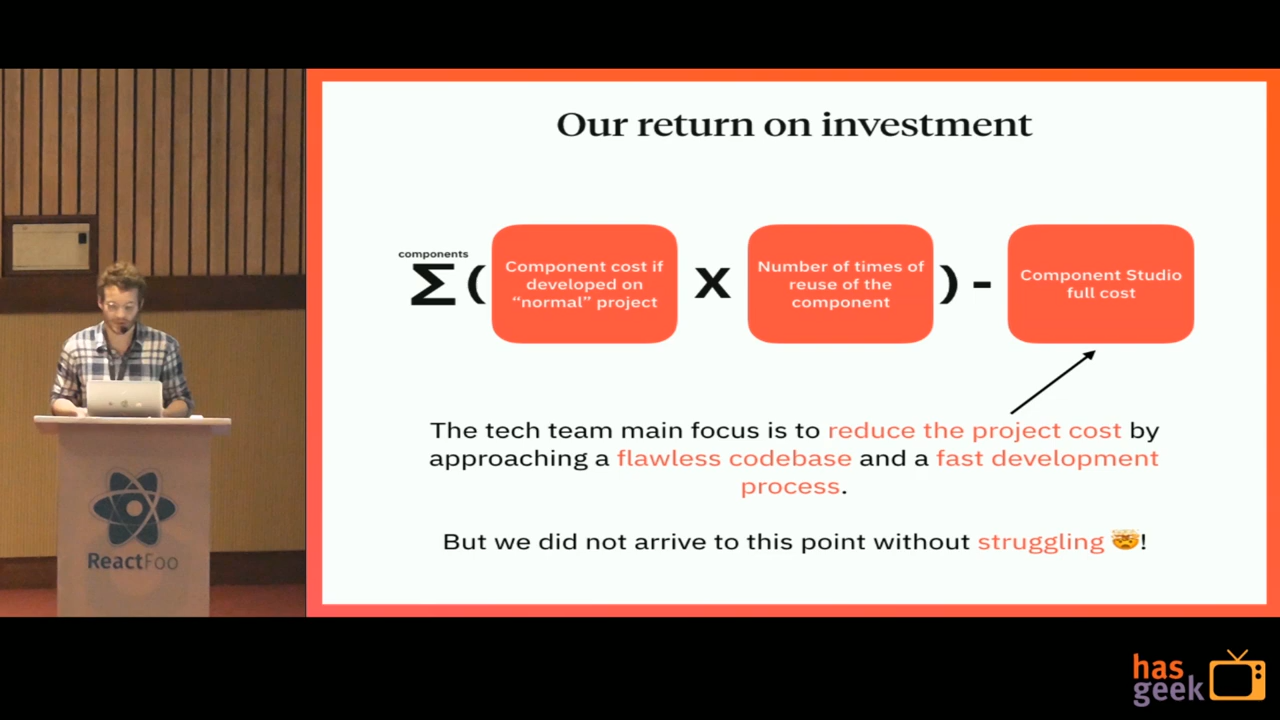 Our return on investment
components
Σ( Component cost if
developed on
“normal” project
X
Number of times of
reuse of the
component
) -
Component Studio
full cost
The tech team main focus is to reduce the project cost by
approaching a flawless codebase and a fast development
process.
But we did not arrive to this point without struggling 🤯!
ReactFoo
has
geek